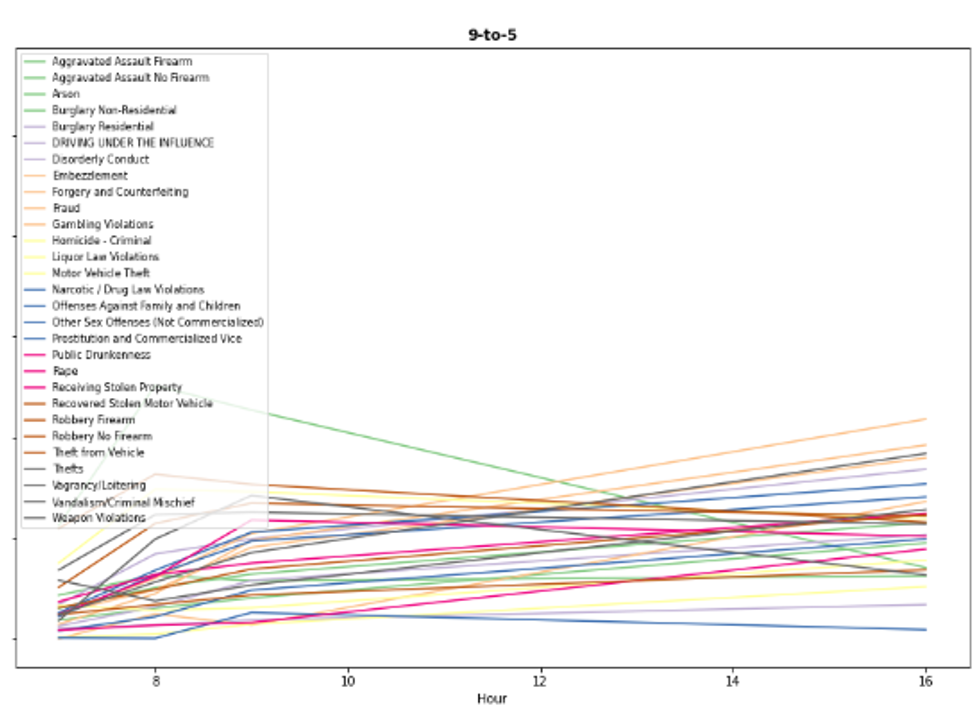 9-to-5
Aggravated Assault Firearm
Aggravated Assault No Firearm
Arson
Burglary Non-Residential
Burglary Residential
DRIVING UNDER THE INFLUENCE
Disorderly Conduct
Embezzlement
Forgery and Counterfeiting
Fraud
Gambling Violations
Homicide - Criminal
Liquor Law Violations
Motor Vehicle Theft
Narcotic / Drug Law Violations
Offenses Against Family and Children
Other Sex Offenses (Not Commercialized)
Prostitution and Commercialized Vice
Public Drunkenness
Rape
Receiving Stolen Property
Recovered Stolen Motor Vehicle
Robbery Firearm
Robbery No Firearm
Theft from Vehicle
Thefts
Vagrancy/Loitering
Vandalism/Criminal Mischief
Weapon Violations
8 10 12 14 16
Hour